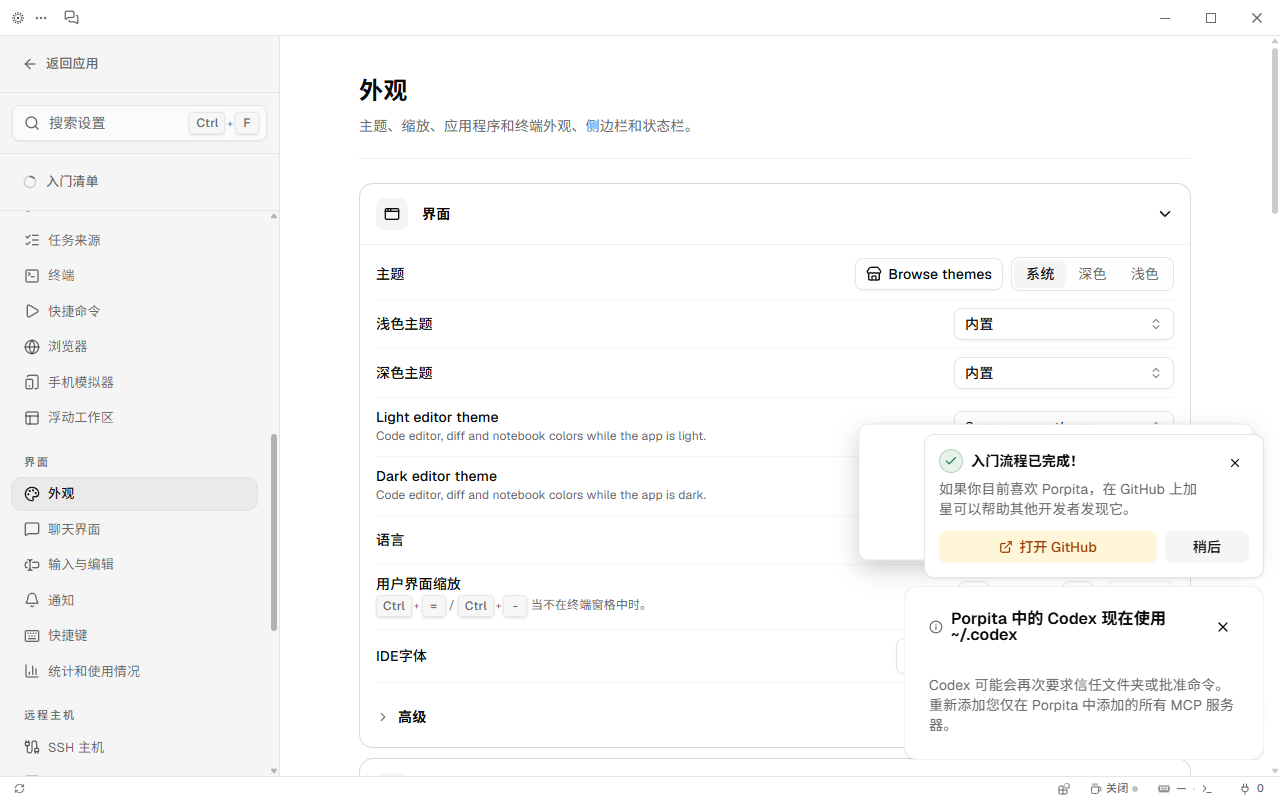 返回应用
搜索设置 Ctrl + F
入门清单
任务来源
终端
快捷命令
浏览器
手机模拟器
浮动工作区
界面
外观
聊天界面
输入与编辑
通知
快捷键
统计和使用情况
远程主机
SSH 主机
外观
主题、缩放、应用程序和终端外观、侧边栏和状态栏。
界面
主题 Browse themes 系统 深色 浅色
浅色主题 内置
深色主题 内置
Light editor theme
Code editor, diff and notebook colors while the app is light.
Dark editor theme
Code editor, diff and notebook colors while the app is dark.
语言
用户界面缩放
Ctrl + = / Ctrl + - 当不在终端窗格中时。
IDE字体
高级
入门流程已完成！
如果你目前喜欢 Porpita，在 GitHub 上加
星可以帮助其他开发者发现它。
打开 GitHub 稍后
Porpita 中的 Codex 现在使用
~/.codex
Codex 可能会再次要求信任文件夹或批准命令。
重新添加您仅在 Porpita 中添加的所有 MCP 服务
器。
关闭 — · 0